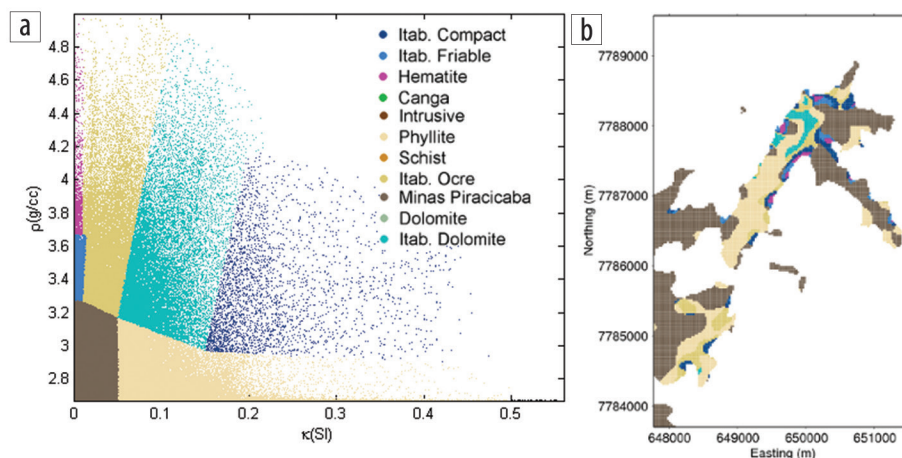 a
ρ(g/cc)
4.8
4.6
4.4
4.2
4
3.8
3.6
3.4
3.2
3
2.8
0
0.1
0.2
0.3
0.4
0.5
κ(SI)
Itab. Compact
Itab. Friable
Hematite
Canga
Intrusive
Phyllite
Schist
Itab. Ocre
Minas Piracicaba
Dolomite
Itab. Dolomite
b
Northing (m)
7789000
7788000
7787000
7786000
7785000
7784000
648000
649000
650000
651000
Easting (m)